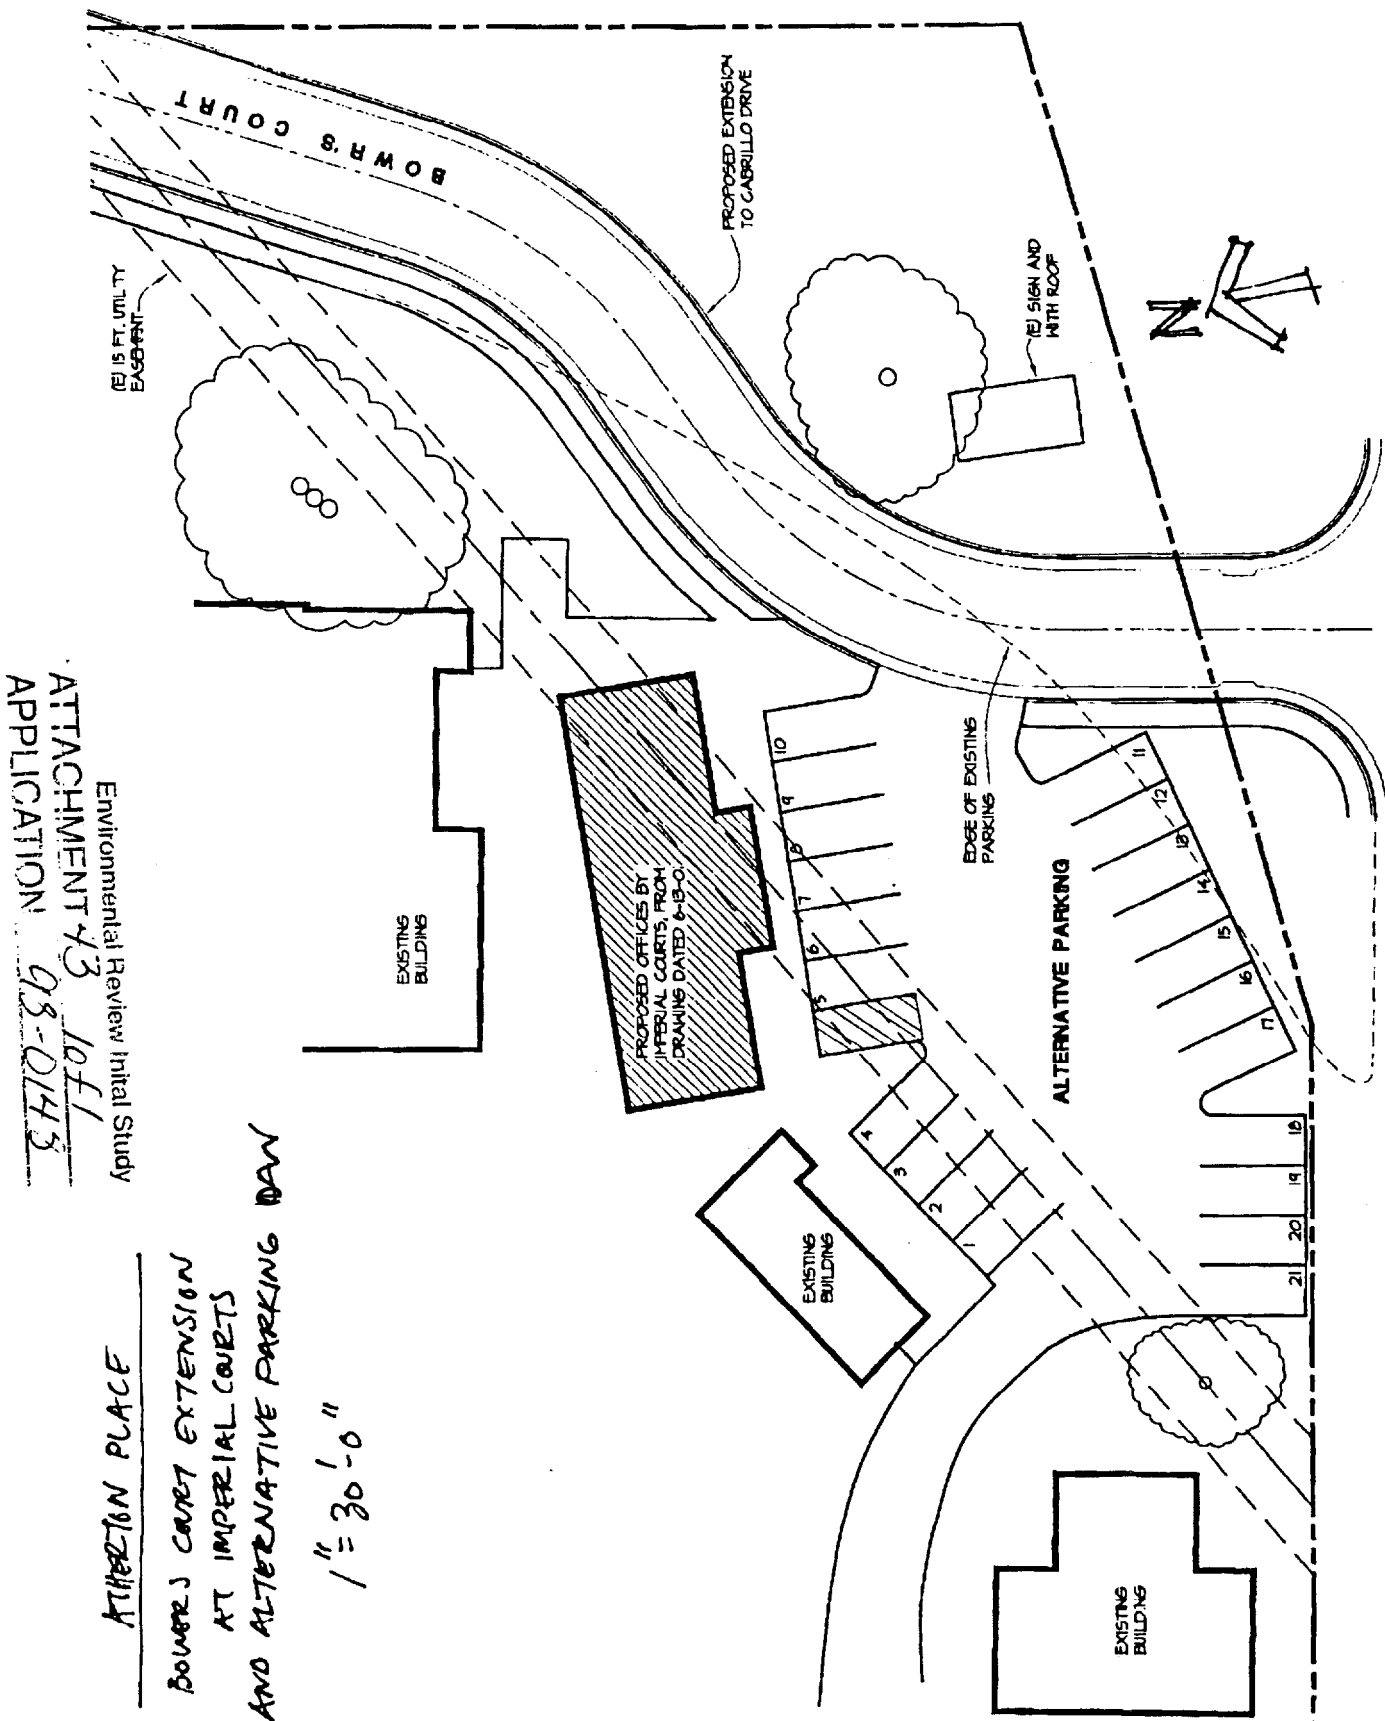 BOWR'S COURT
PROPOSED EXTENSION
TO CABRILLO DRIVE
(E) 15 FT. UTILITY
EASEMENT
(E) SIGN AND
WITH ROOF
N
EXISTING
BUILDING
PROPOSED OFFICES BY
IMPERIAL COURTS, FROM
DRAWING DATED 6-13-0.
EDGE OF EXISTING
PARKING
ALTERNATIVE PARKING
EXISTING
BUILDING
EXISTING
BUILDING
1
2
3
4
5
6
7
8
9
10
11
12
13
14
15
16
17
18
19
20
21
ATHERTON PLACE
BOWERS COURT EXTENSION
AT IMPERIAL COURTS
AND ALTERNATIVE PARKING
1" = 30'-0"
Environmental Review Inital Study
ATTACHMENT 43 1 of 1
APPLICATION 98-0148